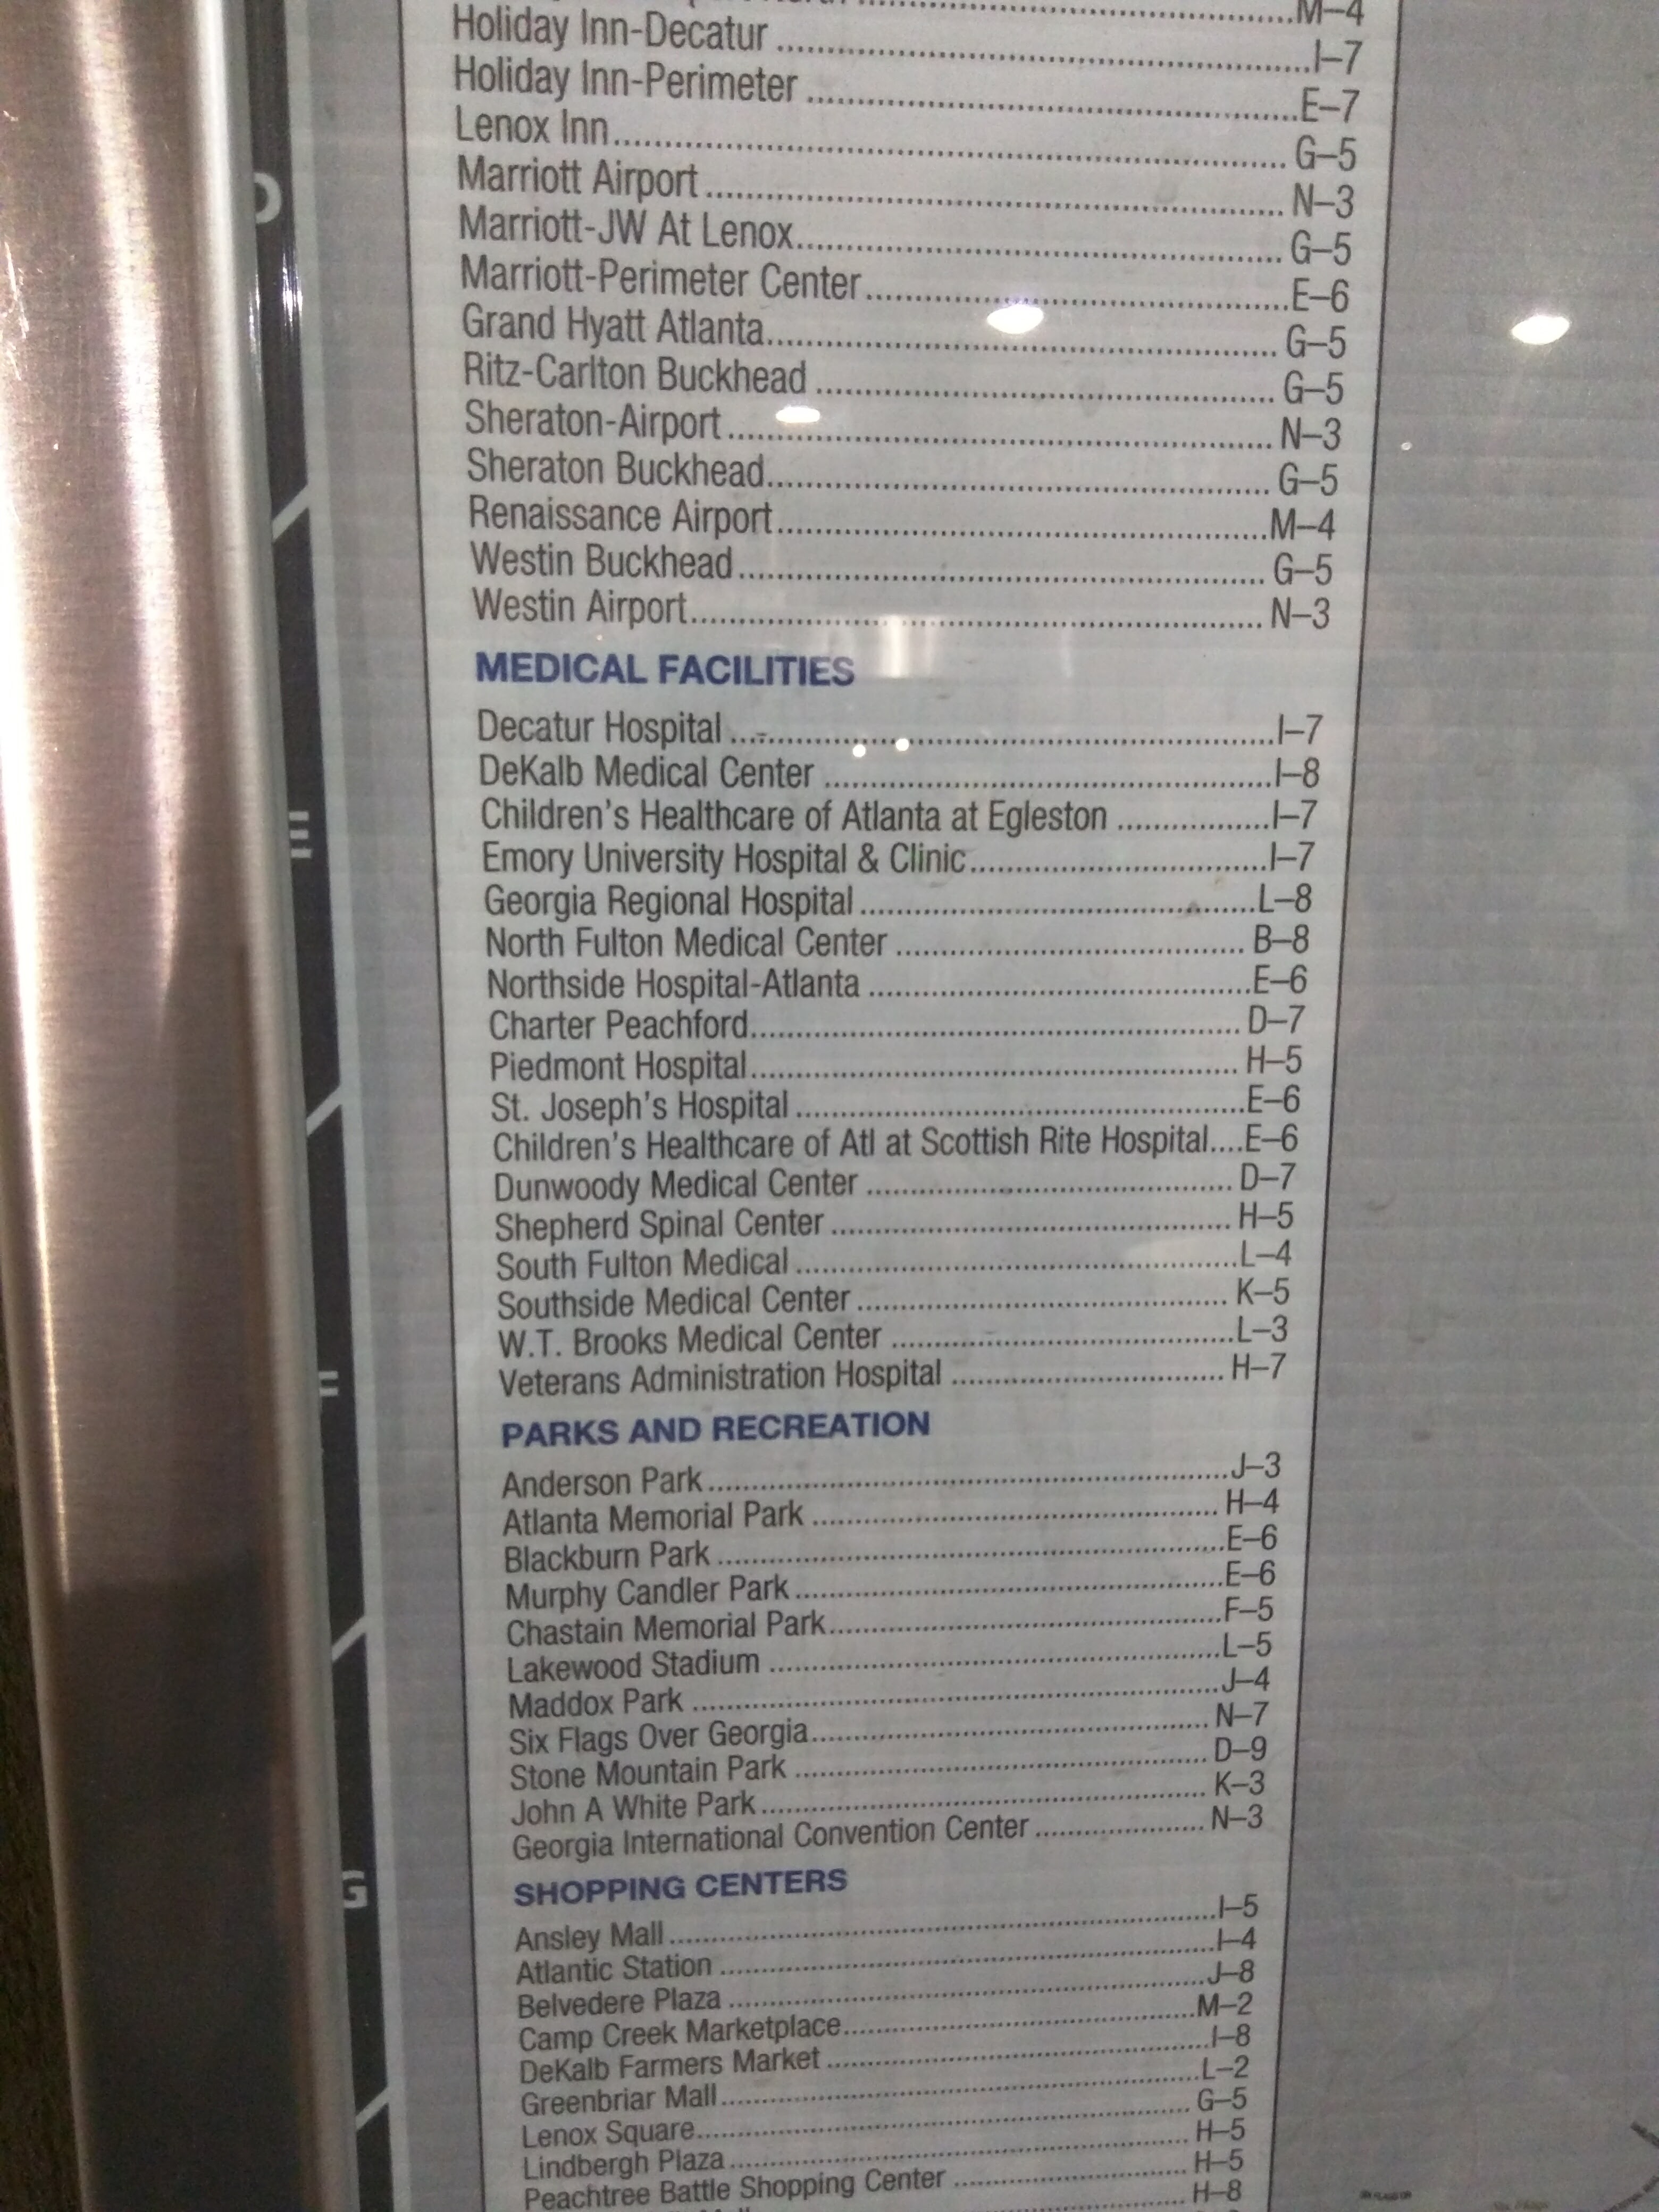 M–4
Holiday Inn-Decatur I–7
Holiday Inn-Perimeter E–7
Lenox Inn G–5
Marriott Airport N–3
Marriott-JW At Lenox G–5
Marriott-Perimeter Center E–6
Grand Hyatt Atlanta G–5
Ritz-Carlton Buckhead G–5
Sheraton-Airport N–3
Sheraton Buckhead G–5
Renaissance Airport M–4
Westin Buckhead G–5
Westin Airport N–3
MEDICAL FACILITIES
Decatur Hospital I–7
DeKalb Medical Center I–8
Children's Healthcare of Atlanta at Egleston I–7
Emory University Hospital & Clinic I–7
Georgia Regional Hospital L–8
North Fulton Medical Center B–8
Northside Hospital-Atlanta E–6
Charter Peachford D–7
Piedmont Hospital H–5
St. Joseph's Hospital E–6
Children's Healthcare of Atl at Scottish Rite Hospital E–6
Dunwoody Medical Center D–7
Shepherd Spinal Center H–5
South Fulton Medical L–4
Southside Medical Center K–5
W.T. Brooks Medical Center L–3
Veterans Administration Hospital H–7
PARKS AND RECREATION
Anderson Park J–3
Atlanta Memorial Park H–4
Blackburn Park E–6
Murphy Candler Park E–6
Chastain Memorial Park F–5
Lakewood Stadium L–5
Maddox Park J–4
Six Flags Over Georgia N–7
Stone Mountain Park D–9
John A White Park K–3
Georgia International Convention Center N–3
SHOPPING CENTERS
Ansley Mall I–5
Atlantic Station I–4
Belvedere Plaza J–8
Camp Creek Marketplace M–2
DeKalb Farmers Market I–8
Greenbriar Mall L–2
Lenox Square G–5
Lindbergh Plaza H–5
Peachtree Battle Shopping Center H–5
H–8
D
E
F
G